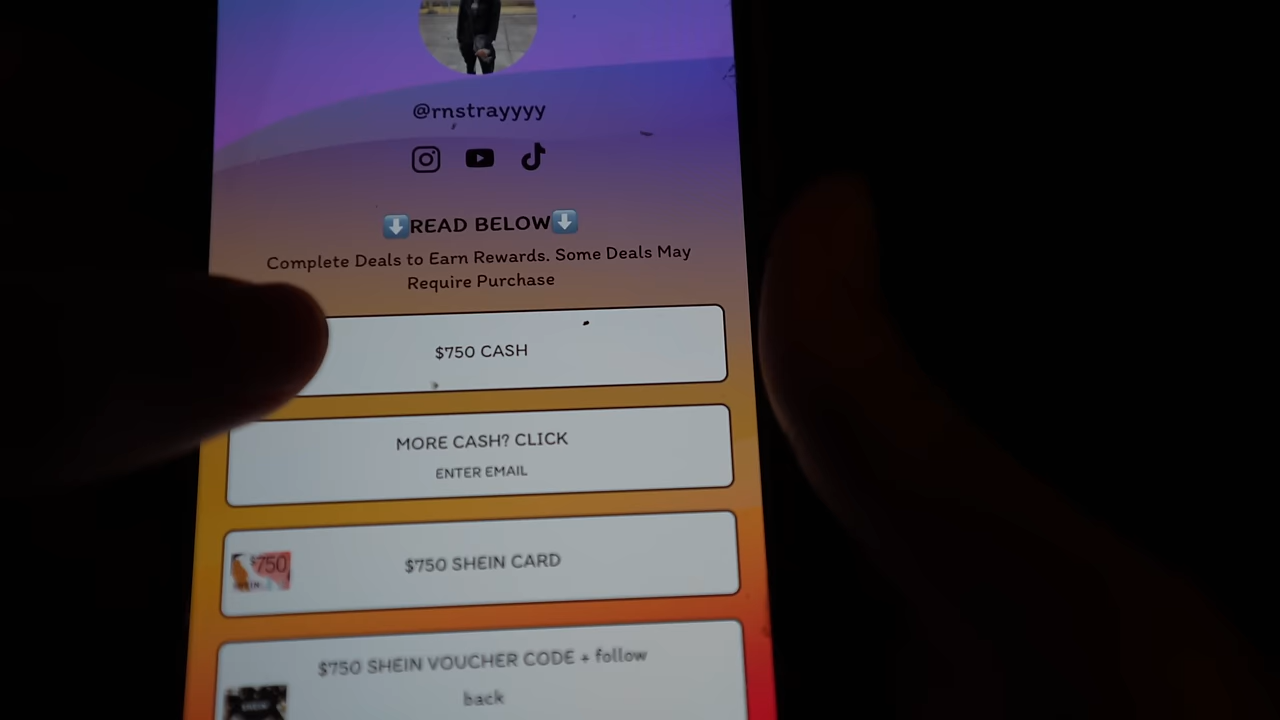 @rnstrayyyy
⬇️READ BELOW⬇️
Complete Deals to Earn Rewards. Some Deals May
Require Purchase
$750 CASH
MORE CASH? CLICK
ENTER EMAIL
$750
$750 SHEIN CARD
$750 SHEIN VOUCHER CODE + follow
back